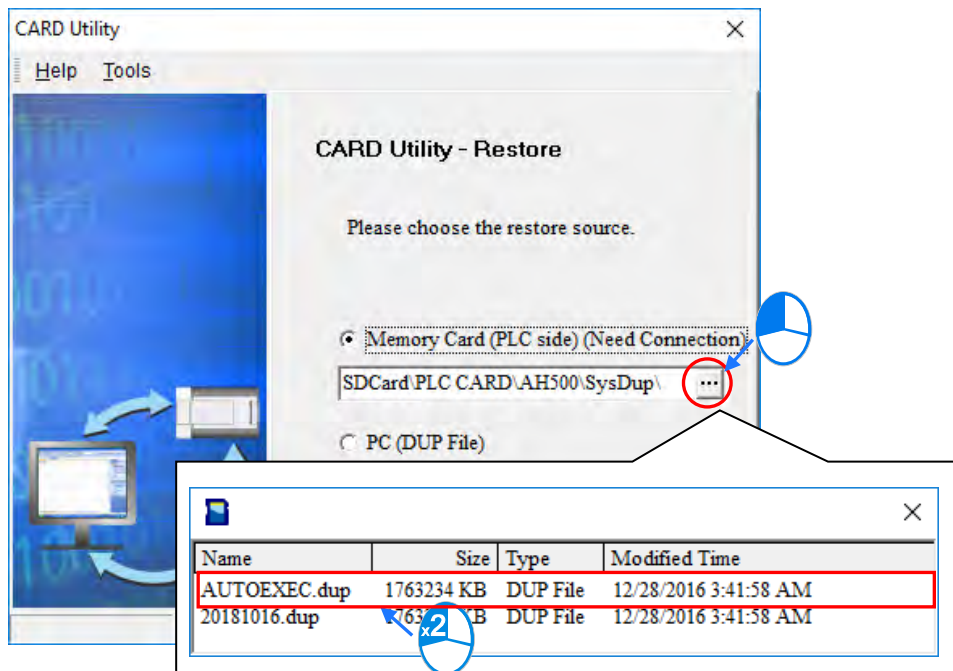 CARD Utility
Help Tools
CARD Utility - Restore
Please choose the restore source.
Memory Card (PLC side) (Need Connection)
SDCard\PLC CARD\AH500\SysDup\
...
PC (DUP File)
Name Size Type Modified Time
AUTOEXEC.dup 1763234 KB DUP File 12/28/2016 3:41:58 AM
20181016.dup DUP File 12/28/2016 3:41:58 AM
x2